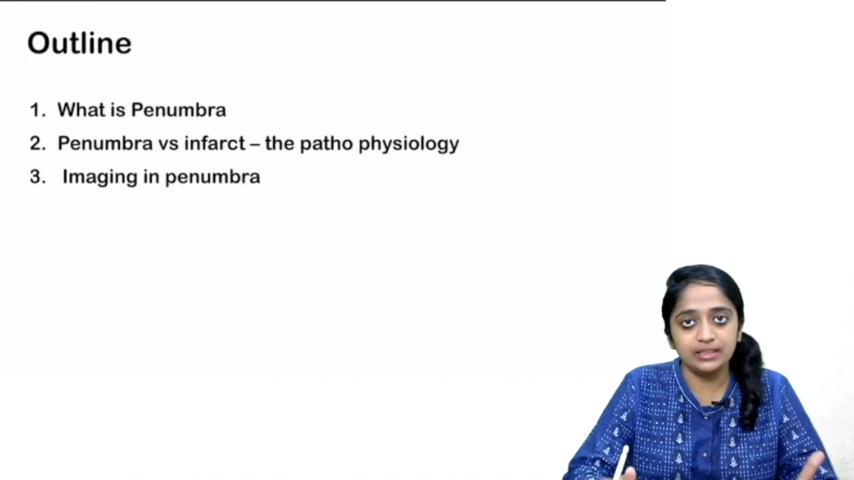 Outline
1. What is Penumbra
2. Penumbra vs infarct – the patho physiology
3. Imaging in penumbra